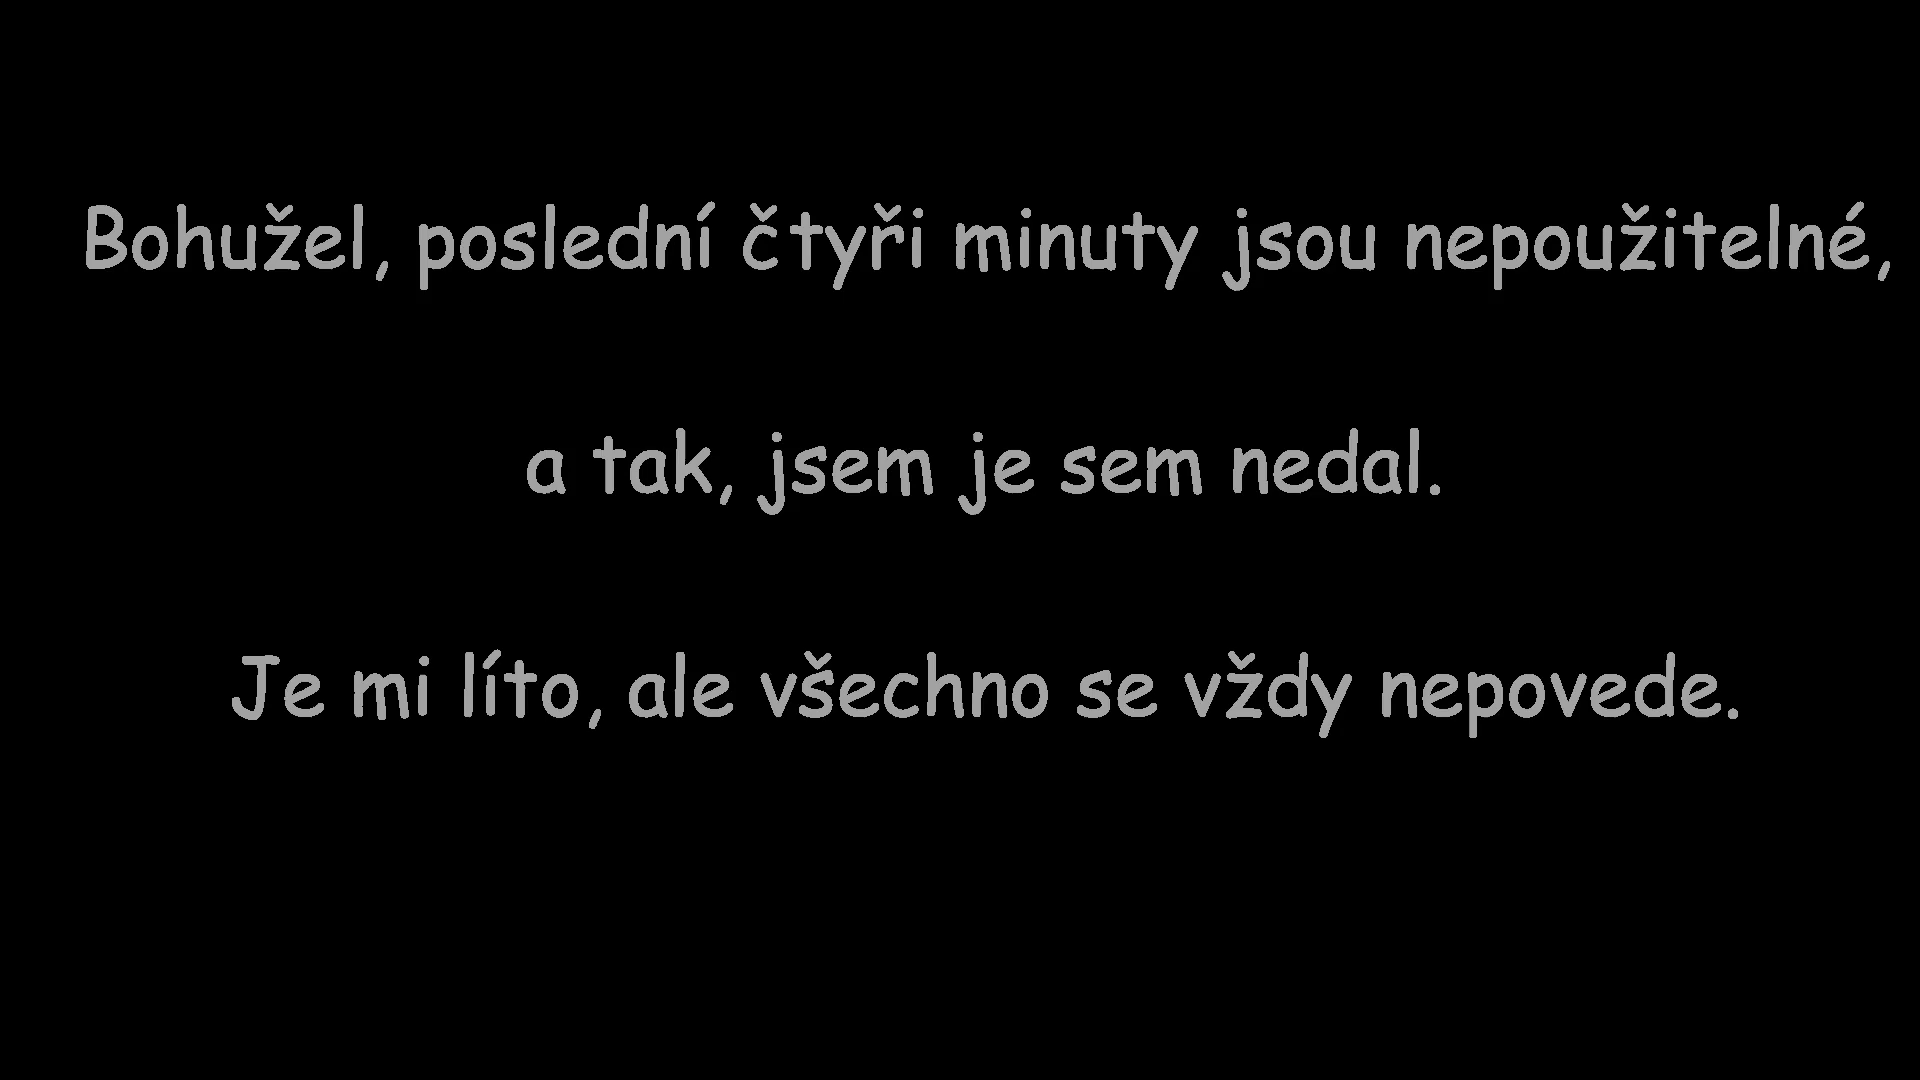 Bohužel, poslední čtyři minuty jsou nepoužitelné,
a tak, jsem je sem nedal.
Je mi líto, ale všechno se vždy nepovede.